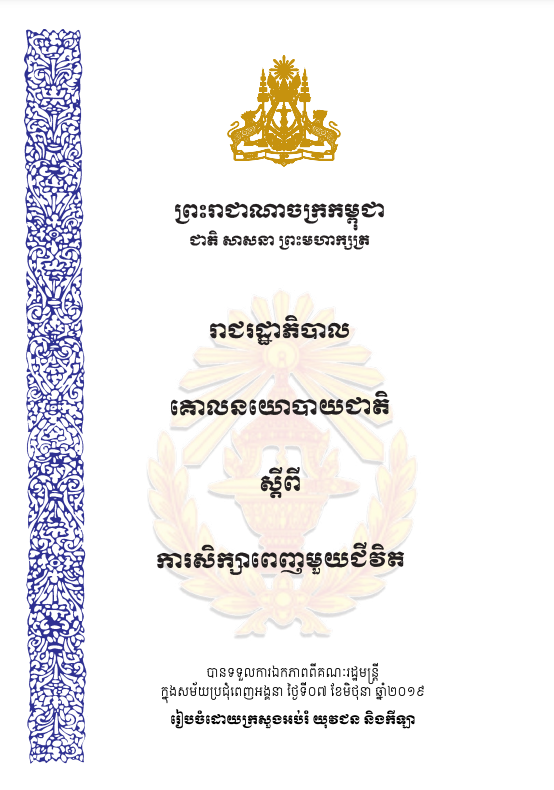 ព្រះរាជាណាចក្រកម្ពុជា
ជាតិ សាសនា ព្រះមហាក្សត្រ
រាជរដ្ឋាភិបាល
គោលនយោបាយជាតិ
ស្តីពី
ការសិក្សាពេញមួយជីវិត
បានទទួលការឯកភាពពីគណៈរដ្ឋមន្ត្រី
ក្នុងសម័យប្រជុំពេញអង្គនា ថ្ងៃទី០៧ ខែមិថុនា ឆ្នាំ២០១៩
រៀបចំដោយក្រសួងអប់រំ យុវជន និងកីឡា